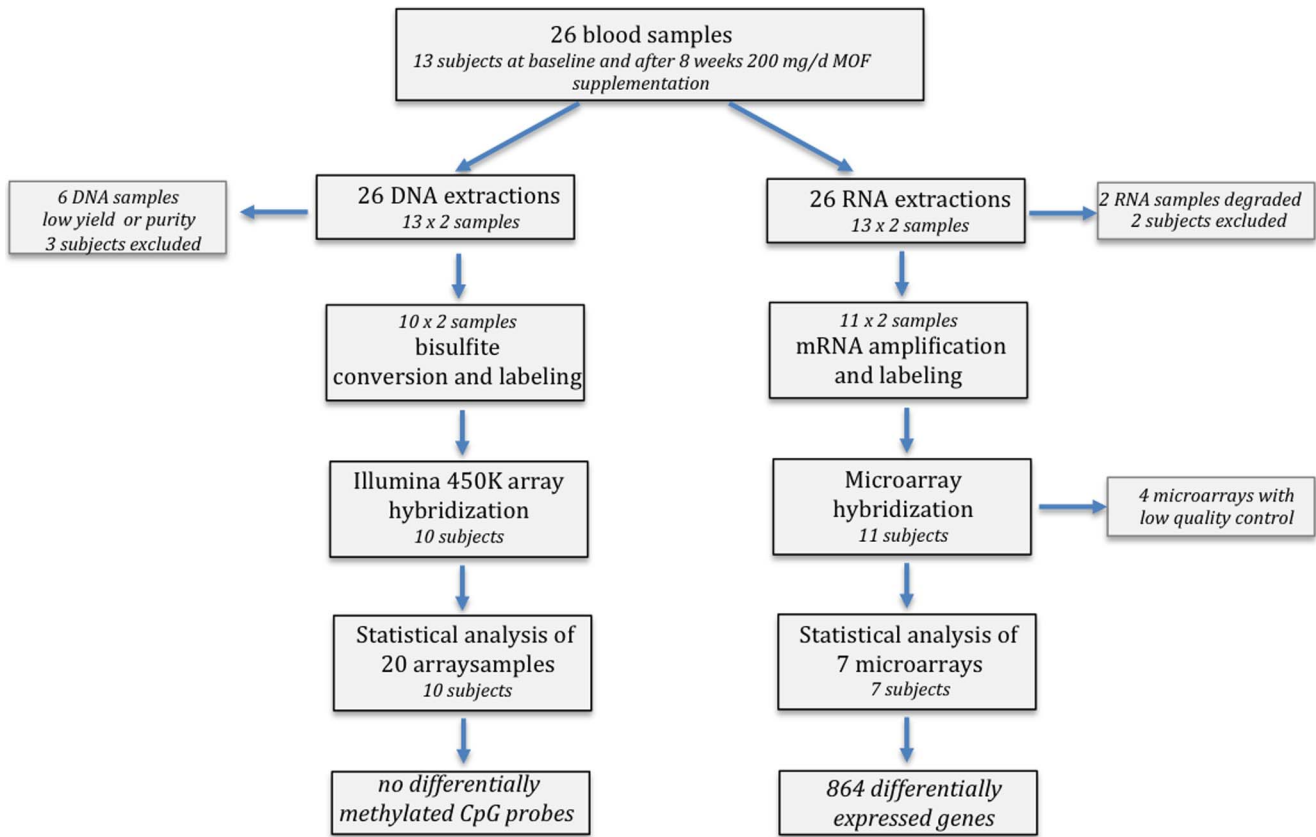 26 blood samples
13 subjects at baseline and after 8 weeks 200 mg/d MOF
supplementation
6 DNA samples
low yield or purity
3 subjects excluded
26 DNA extractions
13 x 2 samples
26 RNA extractions
13 x 2 samples
2 RNA samples degraded
2 subjects excluded
10 x 2 samples
bisulfite
conversion and labeling
11 x 2 samples
mRNA amplification
and labeling
Illumina 450K array
hybridization
10 subjects
Microarray
hybridization
11 subjects
4 microarrays with
low quality control
Statistical analysis of
20 arraysamples
10 subjects
Statistical analysis of
7 microarrays
7 subjects
no differentially
methylated CpG probes
864 differentially
expressed genes